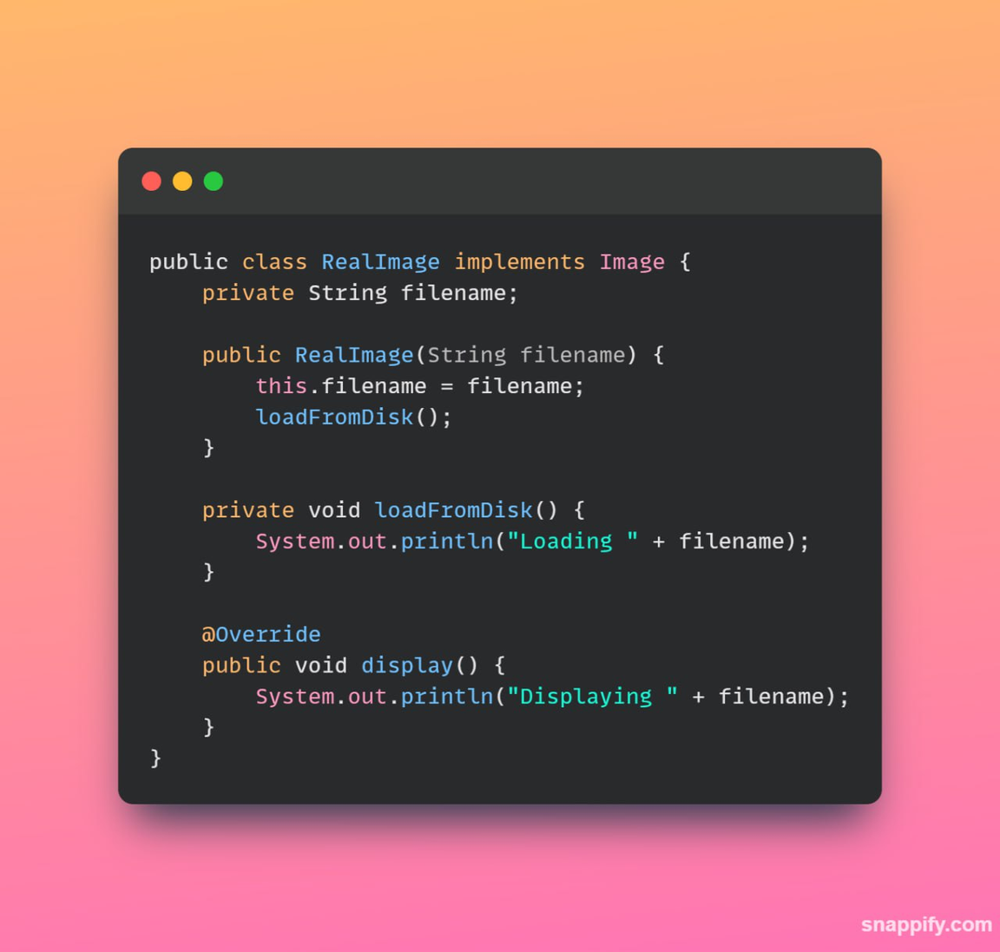 public class RealImage implements Image {
    private String filename;

    public RealImage(String filename) {
        this.filename = filename;
        loadFromDisk();
    }

    private void loadFromDisk() {
        System.out.println("Loading " + filename);
    }

    @Override
    public void display() {
        System.out.println("Displaying " + filename);
    }
}
snappify.com